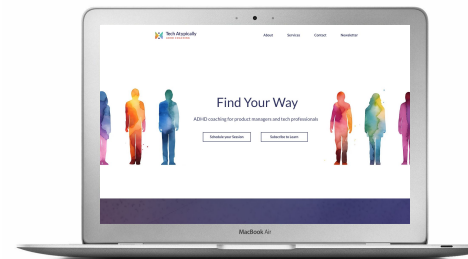 Tech Atypically
About Services Contact Newsletter
Find Your Way
ADHD coaching for product managers and tech professionals
Schedule your Session Subscribe to Learn
MacBook Air